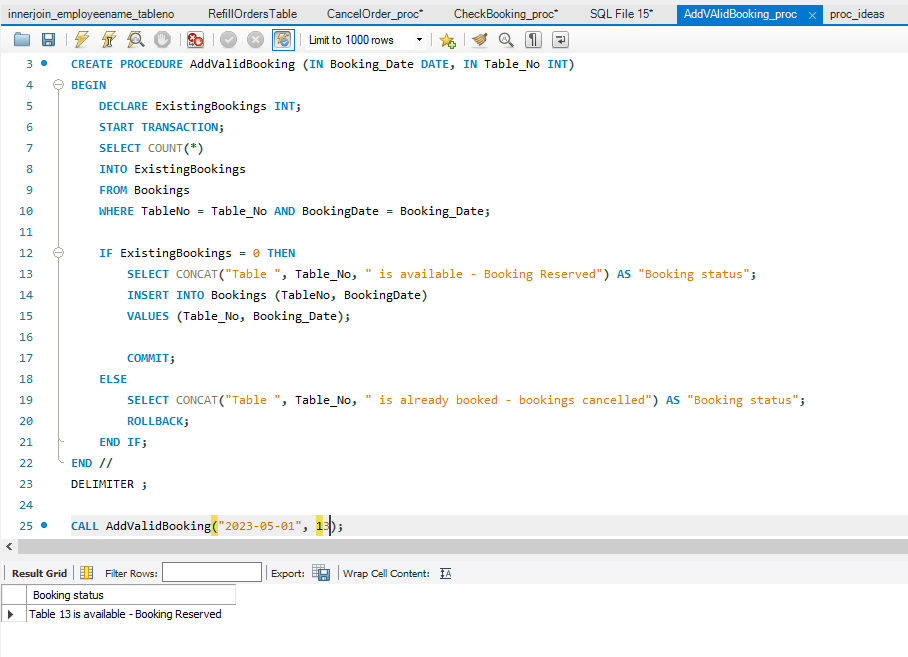 innerjoin_employeename_tableno RefillOrdersTable CancelOrder_proc* CheckBooking_proc* SQL File 15* AddVAlidBooking_proc × proc_ideas
Limit to 1000 rows
3 CREATE PROCEDURE AddValidBooking (IN Booking_Date DATE, IN Table_No INT)
4 BEGIN
5 DECLARE ExistingBookings INT;
6 START TRANSACTION;
7 SELECT COUNT(*)
8 INTO ExistingBookings
9 FROM Bookings
10 WHERE TableNo = Table_No AND BookingDate = Booking_Date;
11
12 IF ExistingBookings = 0 THEN
13 SELECT CONCAT("Table ", Table_No, " is available - Booking Reserved") AS "Booking status";
14 INSERT INTO Bookings (TableNo, BookingDate)
15 VALUES (Table_No, Booking_Date);
16
17 COMMIT;
18 ELSE
19 SELECT CONCAT("Table ", Table_No, " is already booked - bookings cancelled") AS "Booking status";
20 ROLLBACK;
21 END IF;
22 END //
23 DELIMITER ;
24
25 CALL AddValidBooking("2023-05-01", 13);
Result Grid Filter Rows: Export: Wrap Cell Content:
Booking status
Table 13 is available - Booking Reserved